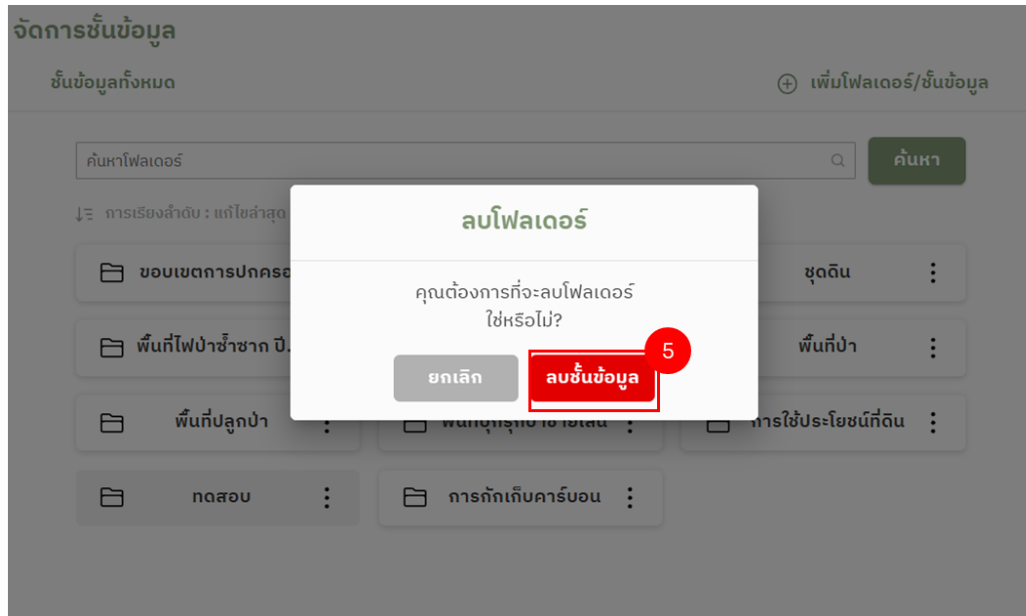 จัดการชั้นข้อมูล
ชั้นข้อมูลทั้งหมด
เพิ่มโฟลเดอร์/ชั้นข้อมูล
ค้นหาโฟลเดอร์
ค้นหา
การเรียงลำดับ : แก้ไขล่าสุด
ลบโฟลเดอร์
คุณต้องการที่จะลบโฟลเดอร์
ใช่หรือไม่?
5
ยกเลิก
ลบชั้นข้อมูล
ขอบเขตการปกครอ
ชุดดิน
พื้นที่ไฟป่าซ้ำซาก ปี.
พื้นที่ป่า
พื้นที่ปลูกป่า
การใช้ประโยชน์ที่ดิน
ทดสอบ
การกักเก็บคาร์บอน